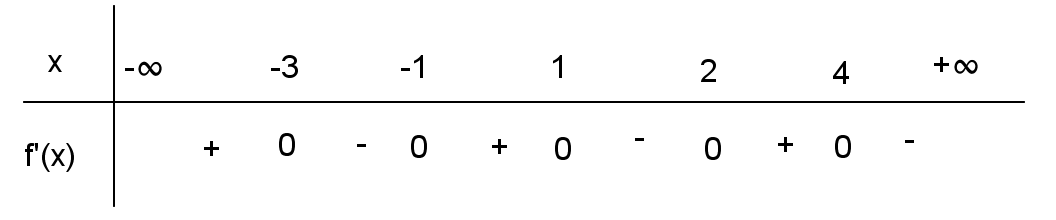 x -∞ -3 -1 1 2 4 +∞
f'(x) + 0 - 0 + 0 - 0 + 0 -